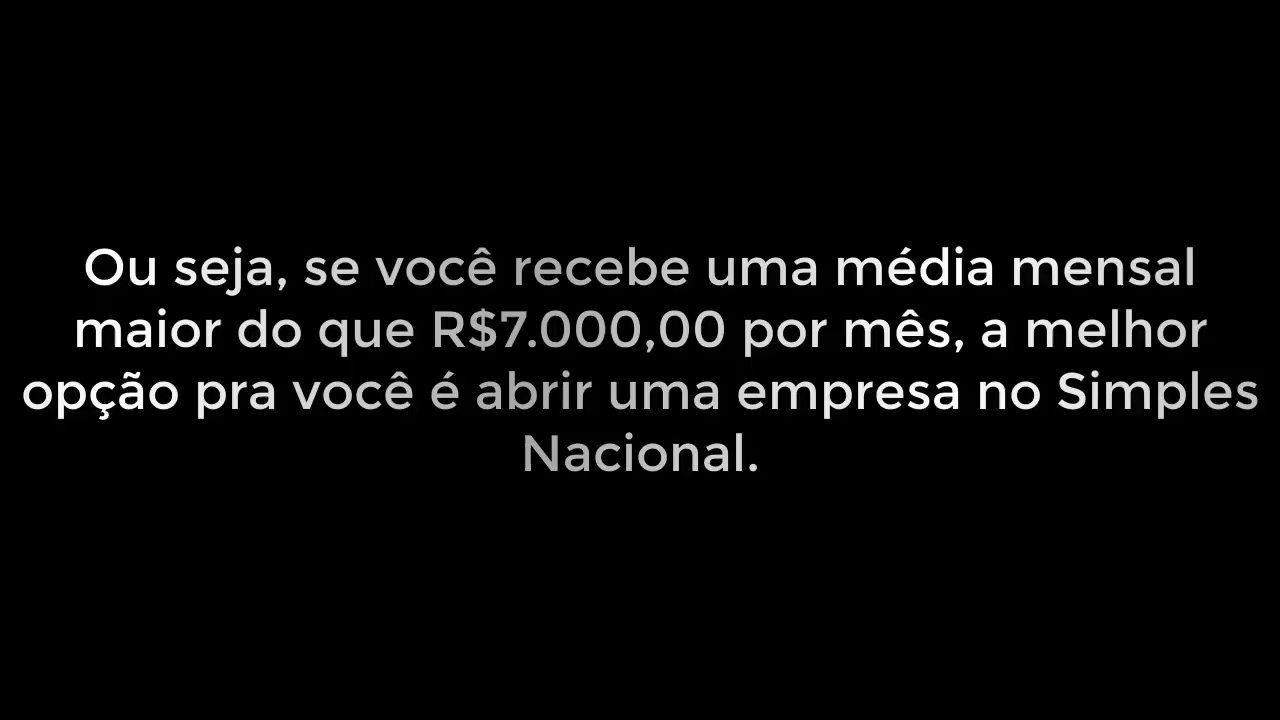 Ou seja, se você recebe uma média mensal
maior do que R$7.000,00 por mês, a melhor
opção pra você é abrir uma empresa no Simples
Nacional.